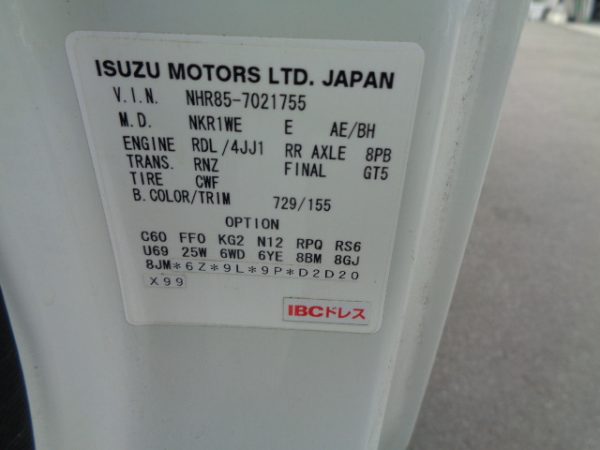 ISUZU MOTORS LTD. JAPAN
V.I.N. NHR85-7021755
M.D. NKR1WE E AE/BH
ENGINE RDL/4JJ1 RR AXLE 8PB
TRANS. RNZ FINAL GT5
TIRE CWF
B.COLOR/TRIM 729/155
OPTION
C60 FF0 KG2 N12 RPQ RS6
U69 25W 6WD 6YE 8BM 8GJ
8JM*6Z*9L*9P*D2D20
X99
IBCドレス